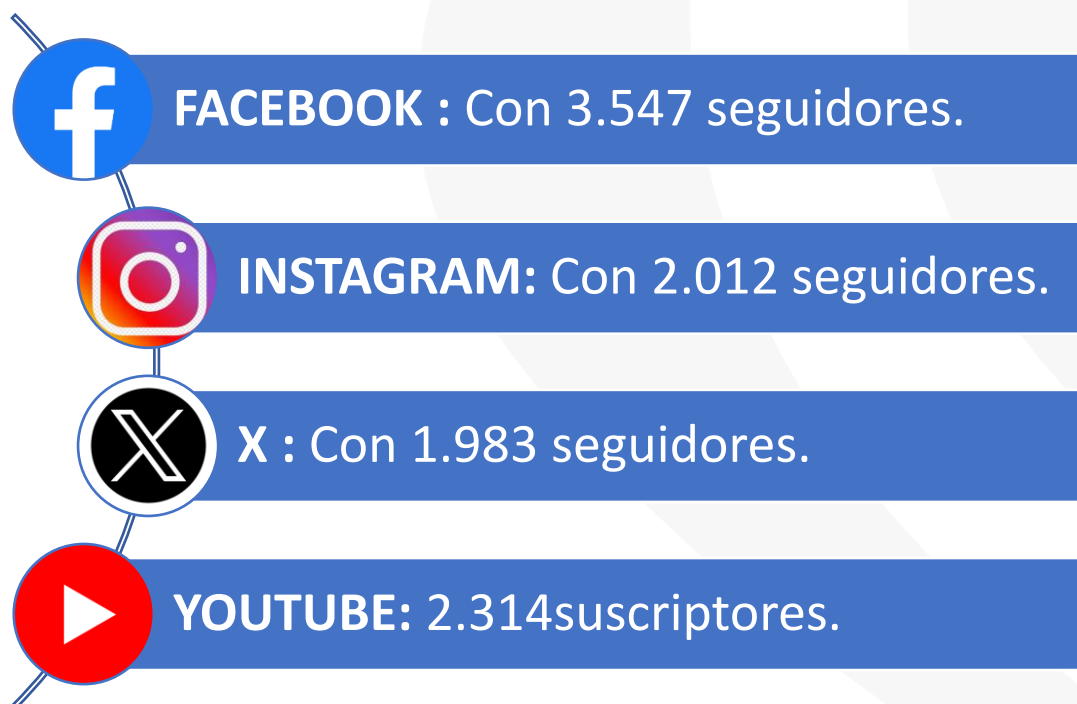 FACEBOOK : Con 3.547 seguidores.
INSTAGRAM: Con 2.012 seguidores.
X : Con 1.983 seguidores.
YOUTUBE: 2.314suscriptores.